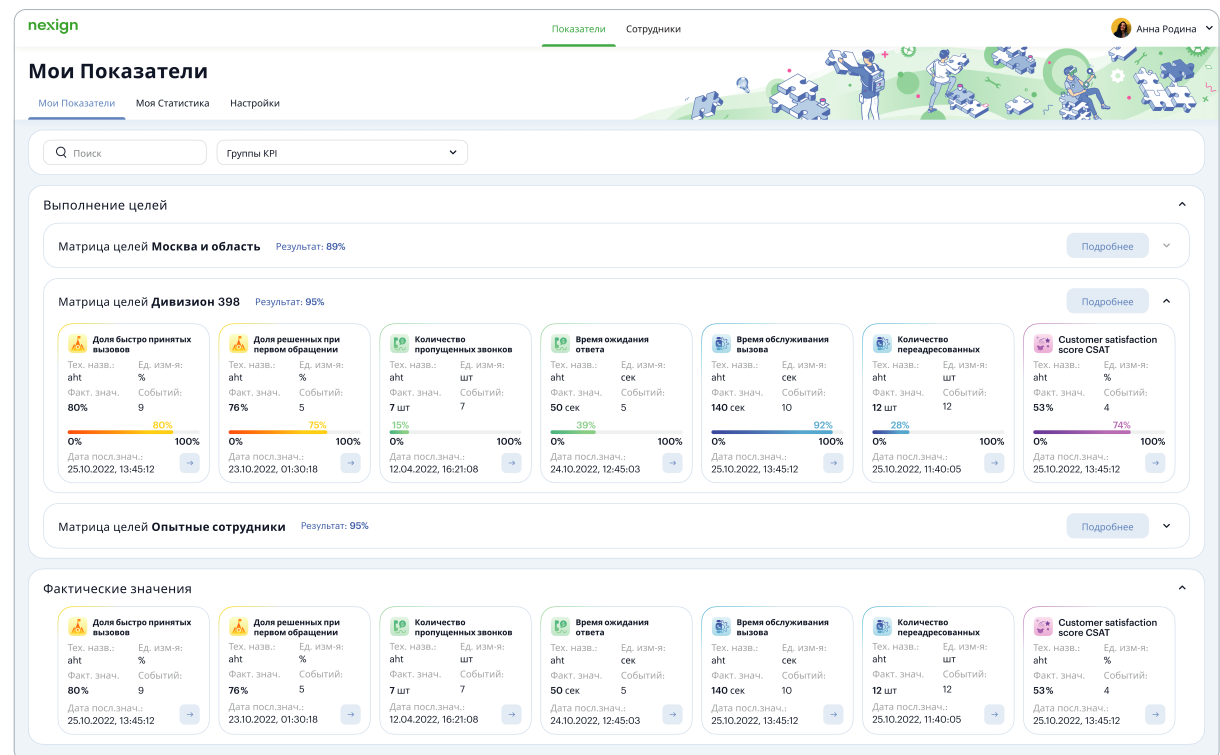 nexign
Показатели
Сотрудники
Анна Родина
Мои Показатели
Мои Показатели
Моя Статистика
Настройки
Поиск
Группы KPI
Выполнение целей
Матрица целей Москва и область Результат: 89%
Подробнее
Матрица целей Дивизион 398 Результат: 95%
Подробнее
Доля быстро принятых
вызовов
Тех. назв.: Ед. изм-я:
aht %
Факт. знач. Событий:
80% 9
80%
0% 100%
Дата посл.знач.:
25.10.2022, 13:45:12
Доля решенных при
первом обращении
Тех. назв.: Ед. изм-я:
aht %
Факт. знач. Событий:
76% 5
75%
0% 100%
Дата посл.знач.:
23.10.2022, 01:30:18
Количество
пропущенных звонков
Тех. назв.: Ед. изм-я:
aht шт
Факт. знач. Событий:
7 шт 7
15%
0% 100%
Дата посл.знач.:
12.04.2022, 16:21:08
Время ожидания
ответа
Тех. назв.: Ед. изм-я:
aht сек
Факт. знач. Событий:
50 сек 5
39%
0% 100%
Дата посл.знач.:
24.10.2022, 12:45:03
Время обслуживания
вызова
Тех. назв.: Ед. изм-я:
aht сек
Факт. знач. Событий:
140 сек 10
92%
0% 100%
Дата посл.знач.:
25.10.2022, 13:45:12
Количество
переадресованных
Тех. назв.: Ед. изм-я:
aht шт
Факт. знач. Событий:
12 шт 12
28%
0% 100%
Дата посл.знач.:
25.10.2022, 11:40:05
Customer satisfaction
score CSAT
Тех. назв.: Ед. изм-я:
aht %
Факт. знач. Событий:
53% 4
74%
0% 100%
Дата посл.знач.:
25.10.2022, 13:45:12
Матрица целей Опытные сотрудники Результат: 95%
Подробнее
Фактические значения
Доля быстро принятых
вызовов
Тех. назв.: Ед. изм-я:
aht %
Факт. знач. Событий:
80% 9
Дата посл.знач.:
25.10.2022, 13:45:12
Доля решенных при
первом обращении
Тех. назв.: Ед. изм-я:
aht %
Факт. знач. Событий:
76% 5
Дата посл.знач.:
23.10.2022, 01:30:18
Количество
пропущенных звонков
Тех. назв.: Ед. изм-я:
aht шт
Факт. знач. Событий:
7 шт 7
Дата посл.знач.:
12.04.2022, 16:21:08
Время ожидания
ответа
Тех. назв.: Ед. изм-я:
aht сек
Факт. знач. Событий:
50 сек 5
Дата посл.знач.:
24.10.2022, 12:45:03
Время обслуживания
вызова
Тех. назв.: Ед. изм-я:
aht сек
Факт. знач. Событий:
140 сек 10
Дата посл.знач.:
25.10.2022, 13:45:12
Количество
переадресованных
Тех. назв.: Ед. изм-я:
aht шт
Факт. знач. Событий:
12 шт 12
Дата посл.знач.:
25.10.2022, 11:40:05
Customer satisfaction
score CSAT
Тех. назв.: Ед. изм-я:
aht %
Факт. знач. Событий:
53% 4
Дата посл.знач.:
25.10.2022, 13:45:12